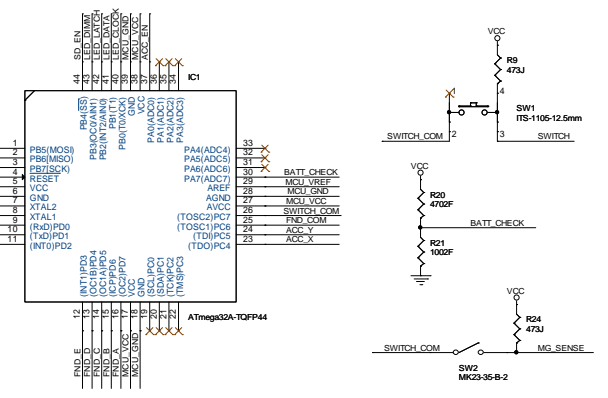 SD_EN
LED_DIMM
LED_LATCH
LED_DATA
LED_CLOCK
MCU_GND
MCU_VCC
ACC_EN
44
43
42
41
40
39
38
37
36
35
34
IC1
PB4(SS)
PB3(OC0/AIN1)
PB2(INT2/AIN0)
PB1(T1)
PB0(T0/XCK)
GND
VCC
PA0(ADC0)
PA1(ADC1)
PA2(ADC2)
PA3(ADC3)
1 PB5(MOSI)
2 PB6(MISO)
3 PB7(SCK)
4 RESET
5 VCC
6 GND
7 XTAL2
8 XTAL1
9 (RxD)PD0
10 (TxD)PD1
11 (INT0)PD2
PA4(ADC4) 33
PA5(ADC5) 32
PA6(ADC6) 31
PA7(ADC7) 30 BATT_CHECK
AREF 29 MCU_VREF
AGND 28 MCU_GND
AVCC 27 MCU_VCC
(TOSC2)PC7 26 SWITCH_COM
(TOSC1)PC6 25 FND_COM
(TDI)PC5 24 ACC_Y
(TDO)PC4 23 ACC_X
(INT1)PD3
(OC1B)PD4
(OC1A)PD5
(ICP)PD6
(OC2)PD7
VCC
GND
(SCL)PC0
(SDA)PC1
(TCK)PC2
(TMS)PC3
ATmega32A-TQFP44
12
13
14
15
16
17
18
19
20
21
22
FND_E
FND_D
FND_C
FND_B
FND_A
MCU_VCC
MCU_GND
VCC
R9
473J
1
4
SW1
ITS-1105-12.5mm
SWITCH_COM
2
3
SWITCH
VCC
R20
4702F
BATT_CHECK
R21
1002F
VCC
R24
473J
SWITCH_COM
MG_SENSE
SW2
MK23-35-B-2